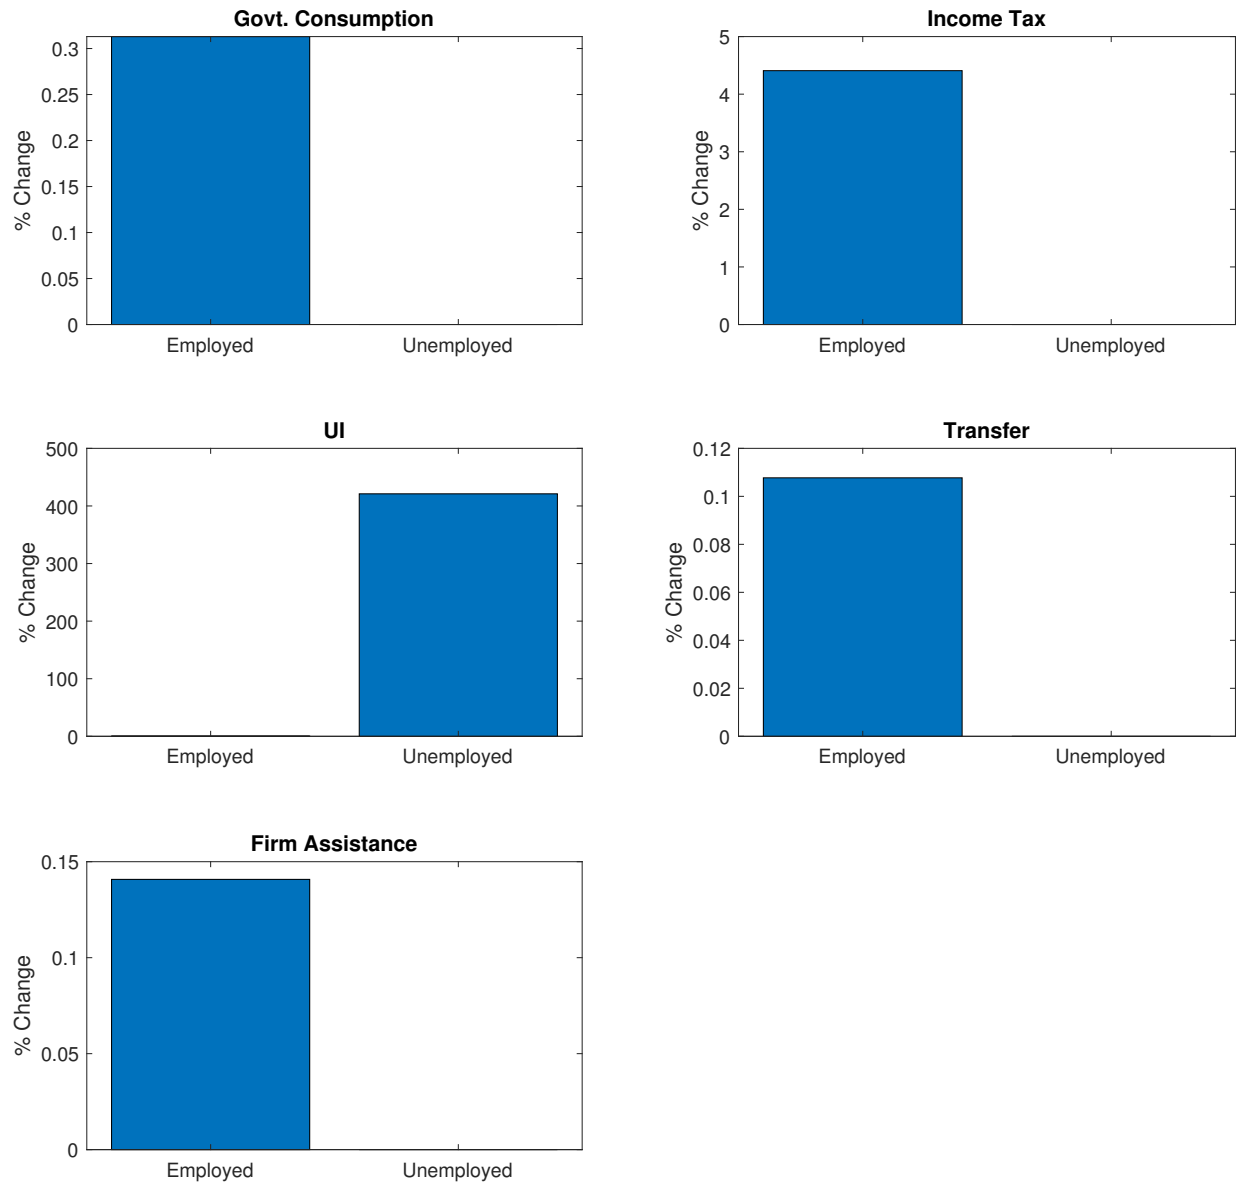 Govt. Consumption
% Change
0.3
0.25
0.2
0.15
0.1
0.05
0
Employed Unemployed
Income Tax
% Change
5
4
3
2
1
0
Employed Unemployed
UI
% Change
500
400
300
200
100
0
Employed Unemployed
Transfer
% Change
0.12
0.1
0.08
0.06
0.04
0.02
0
Employed Unemployed
Firm Assistance
% Change
0.15
0.1
0.05
0
Employed Unemployed